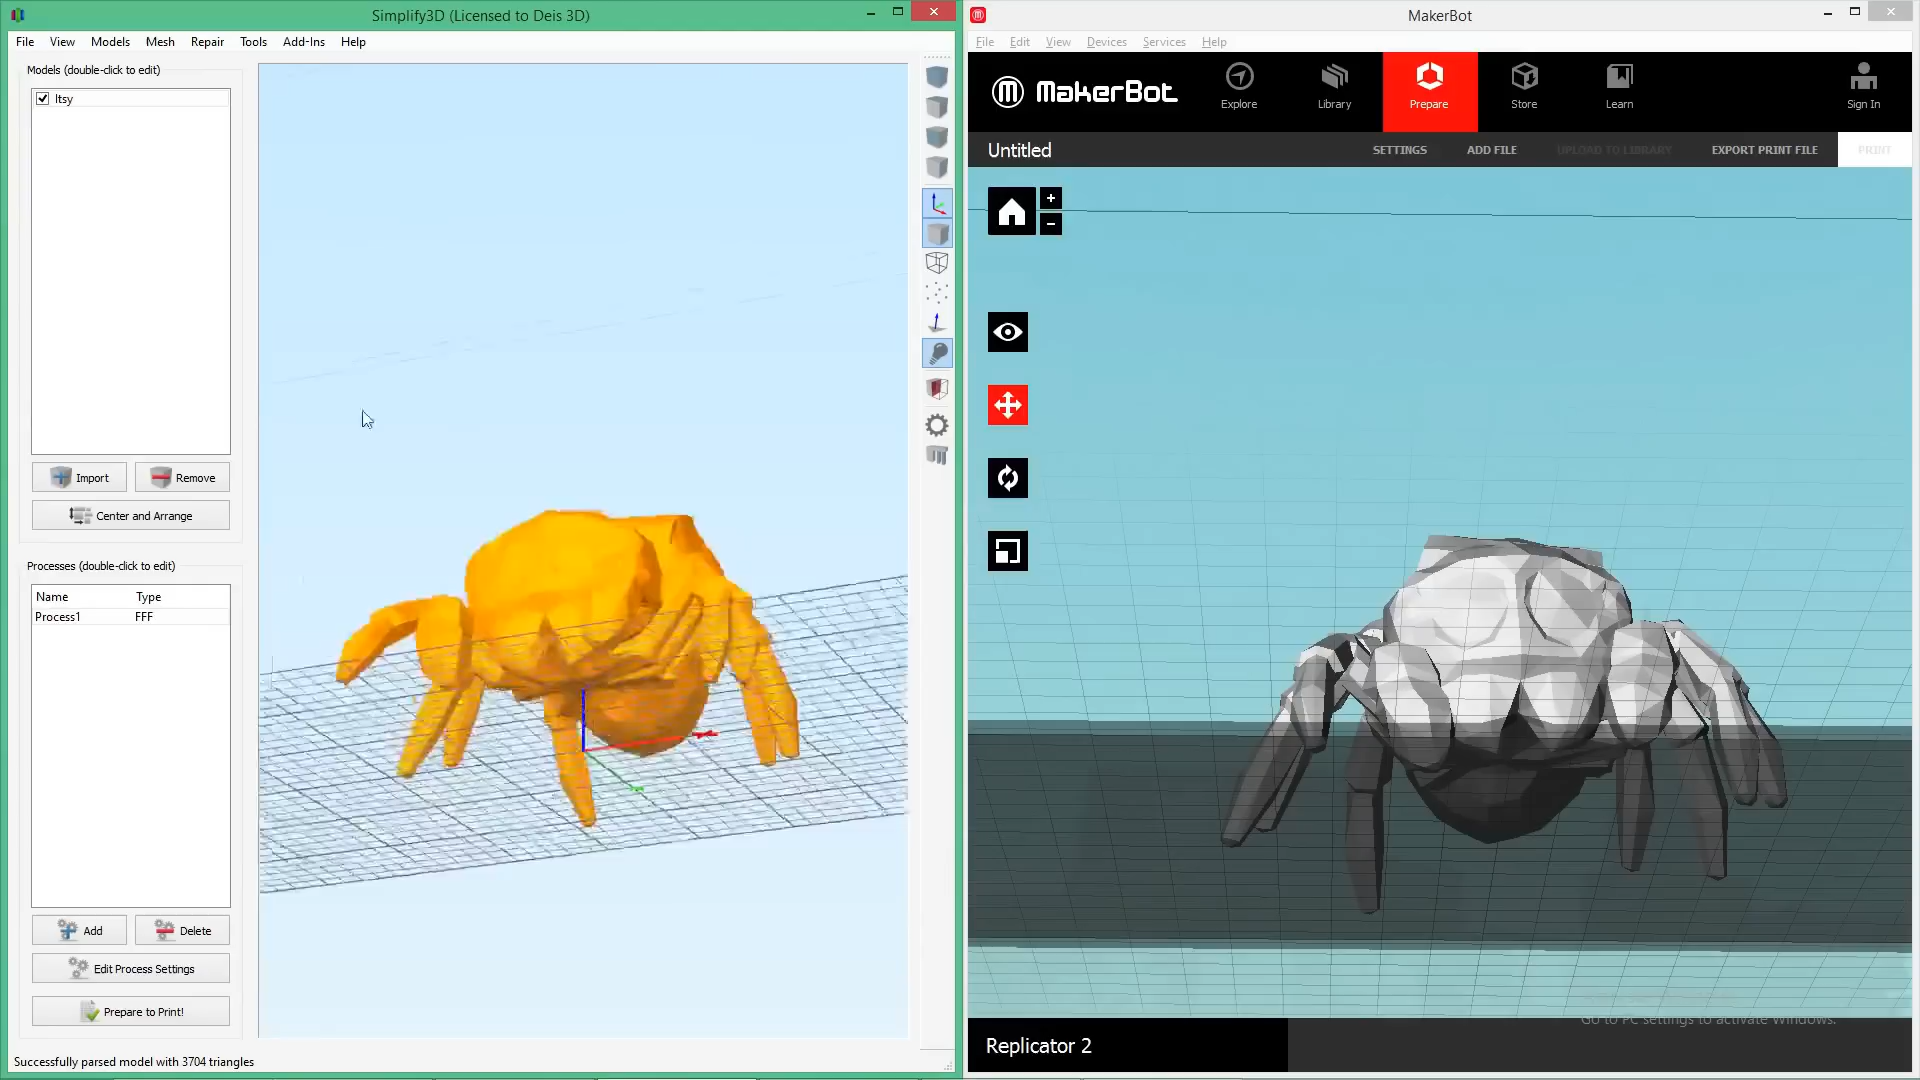 Simplify3D (Licensed to Deis 3D)
File View Models Mesh Repair Tools Add-Ins Help
Models (double-click to edit)
Itsy
Import Remove
Center and Arrange
Processes (double-click to edit)
Name Type
Process1 FFF
Add Delete
Edit Process Settings
Prepare to Print!
Successfully parsed model with 3704 triangles
MakerBot
File Edit View Devices Services Help
MakerBot
Explore Library Prepare Store Learn Sign In
Untitled SETTINGS ADD FILE UPLOAD TO LIBRARY EXPORT PRINT FILE PRINT
Go to PC settings to activate Windows.
Replicator 2